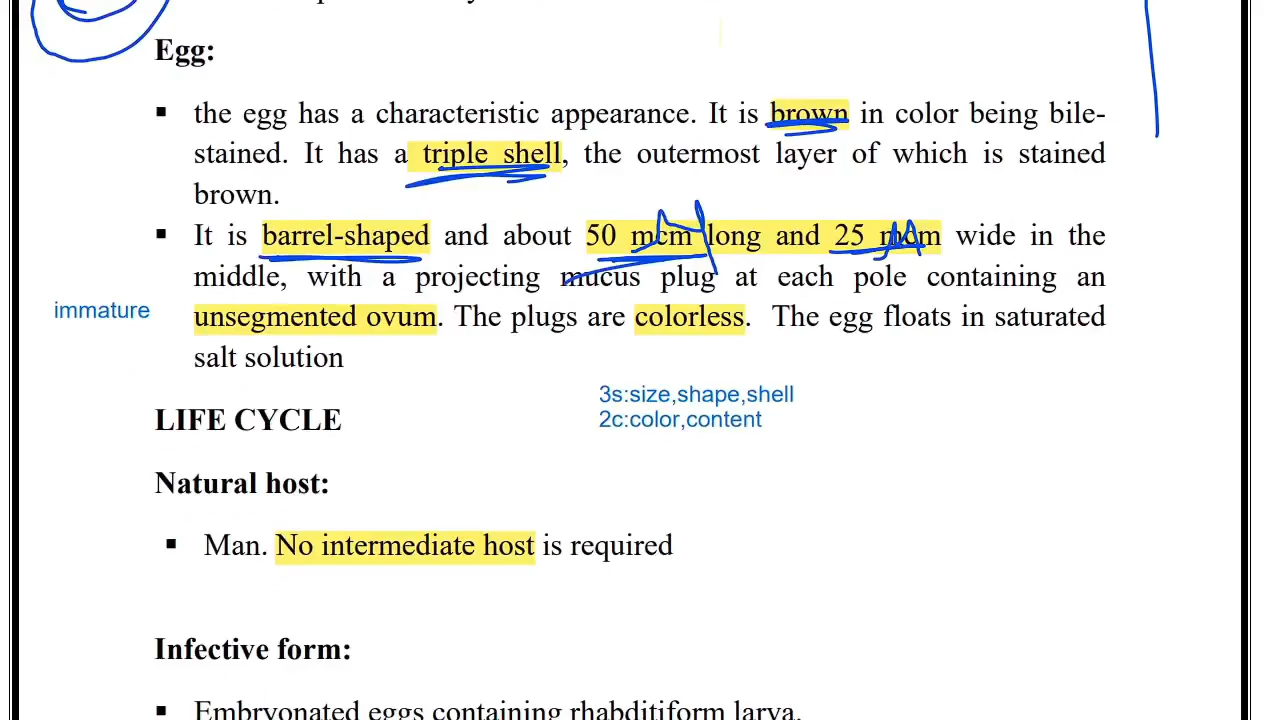 Egg:
▪ the egg has a characteristic appearance. It is brown in color being bile-
stained. It has a triple shell, the outermost layer of which is stained
brown.
▪ It is barrel-shaped and about 50 mcm long and 25 mcm wide in the
middle, with a projecting mucus plug at each pole containing an
immature
unsegmented ovum. The plugs are colorless. The egg floats in saturated
salt solution
3s:size,shape,shell
2c:color,content
LIFE CYCLE
Natural host:
▪ Man. No intermediate host is required
Infective form:
▪ Embryonated eggs containing rhabditiform larva.